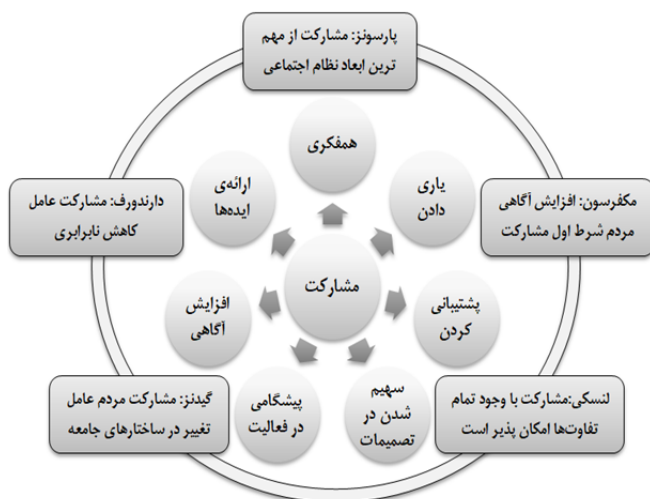 پارسونز: مشارکت از مهم
ترین ابعاد نظام اجتماعی
همفکری
یاری
دادن
ارائه‌ی
ایده‌ها
مکفرسون: افزایش آگاهی
مردم شرط اول مشارکت
دارندورف: مشارکت عامل
کاهش نابرابری
مشارکت
پشتیبانی
کردن
افزایش
آگاهی
سهیم
شدن در
تصمیمات
پیشگامی
در فعالیت
لنسکی:مشارکت با وجود تمام
تفاوت‌ها امکان پذیر است
گیدنز: مشارکت مردم عامل
تغییر در ساختارهای جامعه